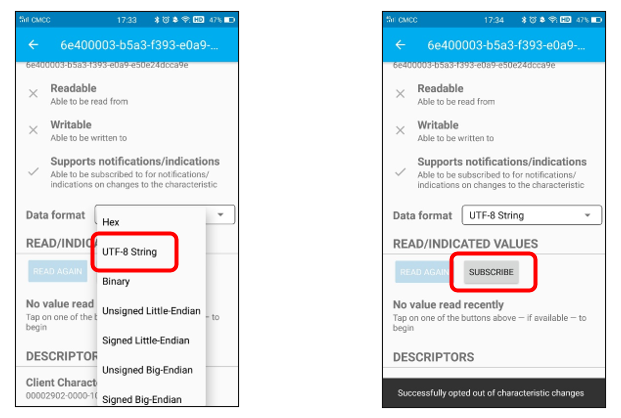 CMCC 17:33 HD 47%
6e400003-b5a3-f393-e0a9-...
6e400003-b5a3-f393-e0a9-e50e24dcca9e
Readable
Able to be read from
Writable
Able to be written to
Supports notifications/indications
Able to be subscribed to for notifications/
indications on changes to the characteristic
Data format
Hex
READ/INDIC
UTF-8 String
READ AGAIN
Binary
No value read
Unsigned Little-Endian
Tap on one of the b
– to
begin
Signed Little-Endian
DESCRIPTOR
Unsigned Big-Endian
Client Charact
00002902-0000-10
Signed Big-Endian
CMCC 17:34 HD 47%
6e400003-b5a3-f393-e0a9-...
6e400003-b5a3-f393-e0a9-e50e24dcca9e
Readable
Able to be read from
Writable
Able to be written to
Supports notifications/indications
Able to be subscribed to for notifications/
indications on changes to the characteristic
Data format UTF-8 String
READ/INDICATED VALUES
READ AGAIN SUBSCRIBE
No value read recently
Tap on one of the buttons above – if available – to
begin
DESCRIPTORS
Successfully opted out of characteristic changes